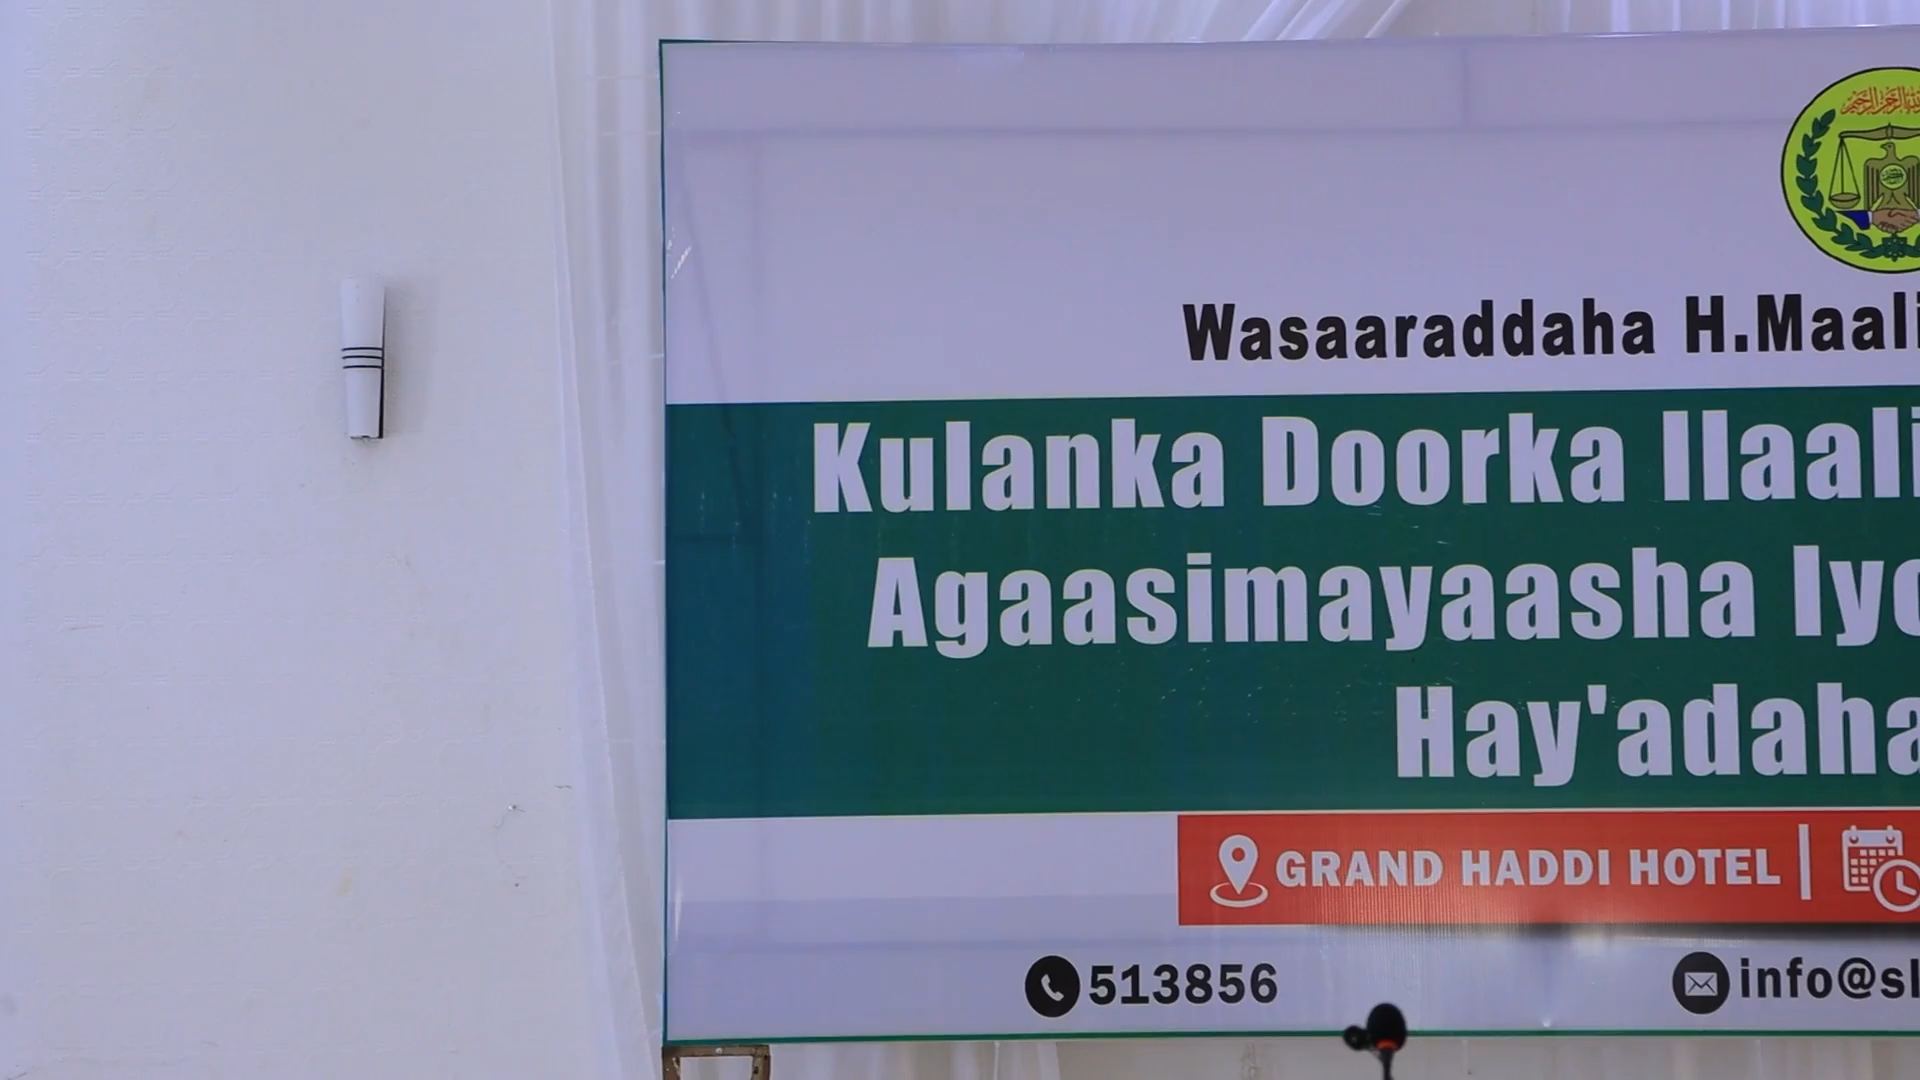 Wasaaraddaha H.Maali
Kulanka Doorka Ilaali
Agaasimayaasha Iyo
Hay'adaha
GRAND HADDI HOTEL |
513856
info@sl